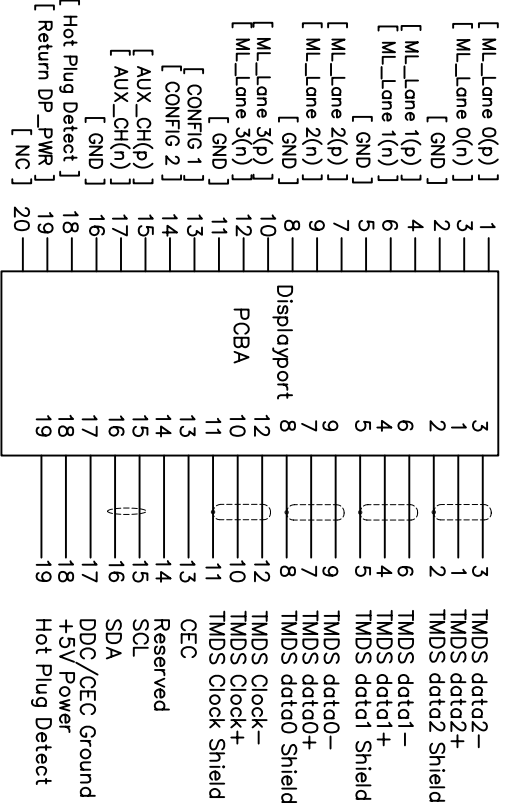 [ ML_Lane 0(p) ] 1
[ ML_Lane 0(n) ] 3
[ GND ] 2
[ ML_Lane 1(p) ] 4
[ ML_Lane 1(n) ] 6
[ GND ] 5
[ ML_Lane 2(p) ] 7
[ ML_Lane 2(n) ] 9
[ GND ] 8
[ ML_Lane 3(p) ] 10
[ ML_Lane 3(n) ] 12
[ GND ] 11
[ CONFIG 1 ] 13
[ CONFIG 2 ] 14
[ AUX_CH(p) ] 15
[ AUX_CH(n) ] 17
[ GND ] 16
[ Hot Plug Detect ] 18
[ Return DP_PWR ] 19
[ NC ] 20
Displayport
PCBA
3 3 TMDS data2-
1 1 TMDS data2+
2 2 TMDS data2 Shield
6 6 TMDS data1-
4 4 TMDS data1+
5 5 TMDS data1 Shield
9 9 TMDS data0-
7 7 TMDS data0+
8 8 TMDS data0 Shield
12 12 TMDS Clock-
10 10 TMDS Clock+
11 11 TMDS Clock Shield
13 13 CEC
14 14 Reserved
15 15 SCL
16 16 SDA
17 17 DDC/CEC Ground
18 18 +5V Power
19 19 Hot Plug Detect